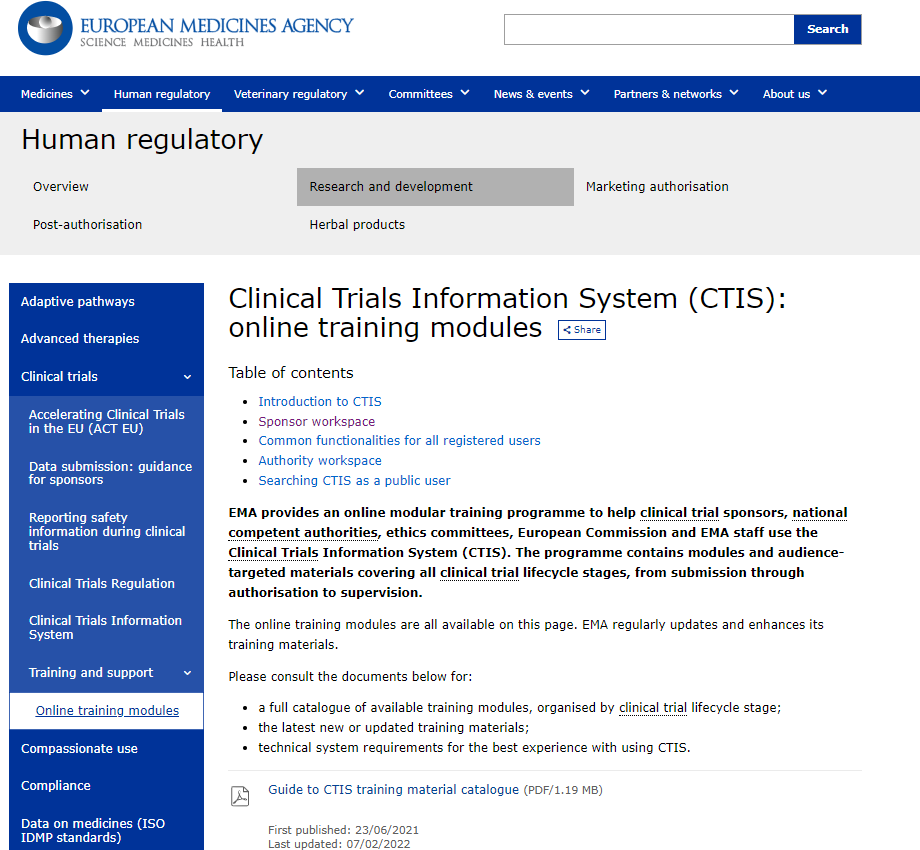 EUROPEAN MEDICINES AGENCY
SCIENCE MEDICINES HEALTH
Search
Medicines
Human regulatory
Veterinary regulatory
Committees
News & events
Partners & networks
About us
Human regulatory
Overview
Research and development
Marketing authorisation
Post-authorisation
Herbal products
Adaptive pathways
Advanced therapies
Clinical trials
Accelerating Clinical Trials
in the EU (ACT EU)
Data submission: guidance
for sponsors
Reporting safety
information during clinical
trials
Clinical Trials Regulation
Clinical Trials Information
System
Training and support
Online training modules
Compassionate use
Compliance
Data on medicines (ISO
IDMP standards)
Clinical Trials Information System (CTIS):
online training modules
Share
Table of contents
Introduction to CTIS
Sponsor workspace
Common functionalities for all registered users
Authority workspace
Searching CTIS as a public user
EMA provides an online modular training programme to help clinical trial sponsors, national
competent authorities, ethics committees, European Commission and EMA staff use the
Clinical Trials Information System (CTIS). The programme contains modules and audience-
targeted materials covering all clinical trial lifecycle stages, from submission through
authorisation to supervision.
The online training modules are all available on this page. EMA regularly updates and enhances its
training materials.
Please consult the documents below for:
a full catalogue of available training modules, organised by clinical trial lifecycle stage;
the latest new or updated training materials;
technical system requirements for the best experience with using CTIS.
Guide to CTIS training material catalogue (PDF/1.19 MB)
First published: 23/06/2021
Last updated: 07/02/2022